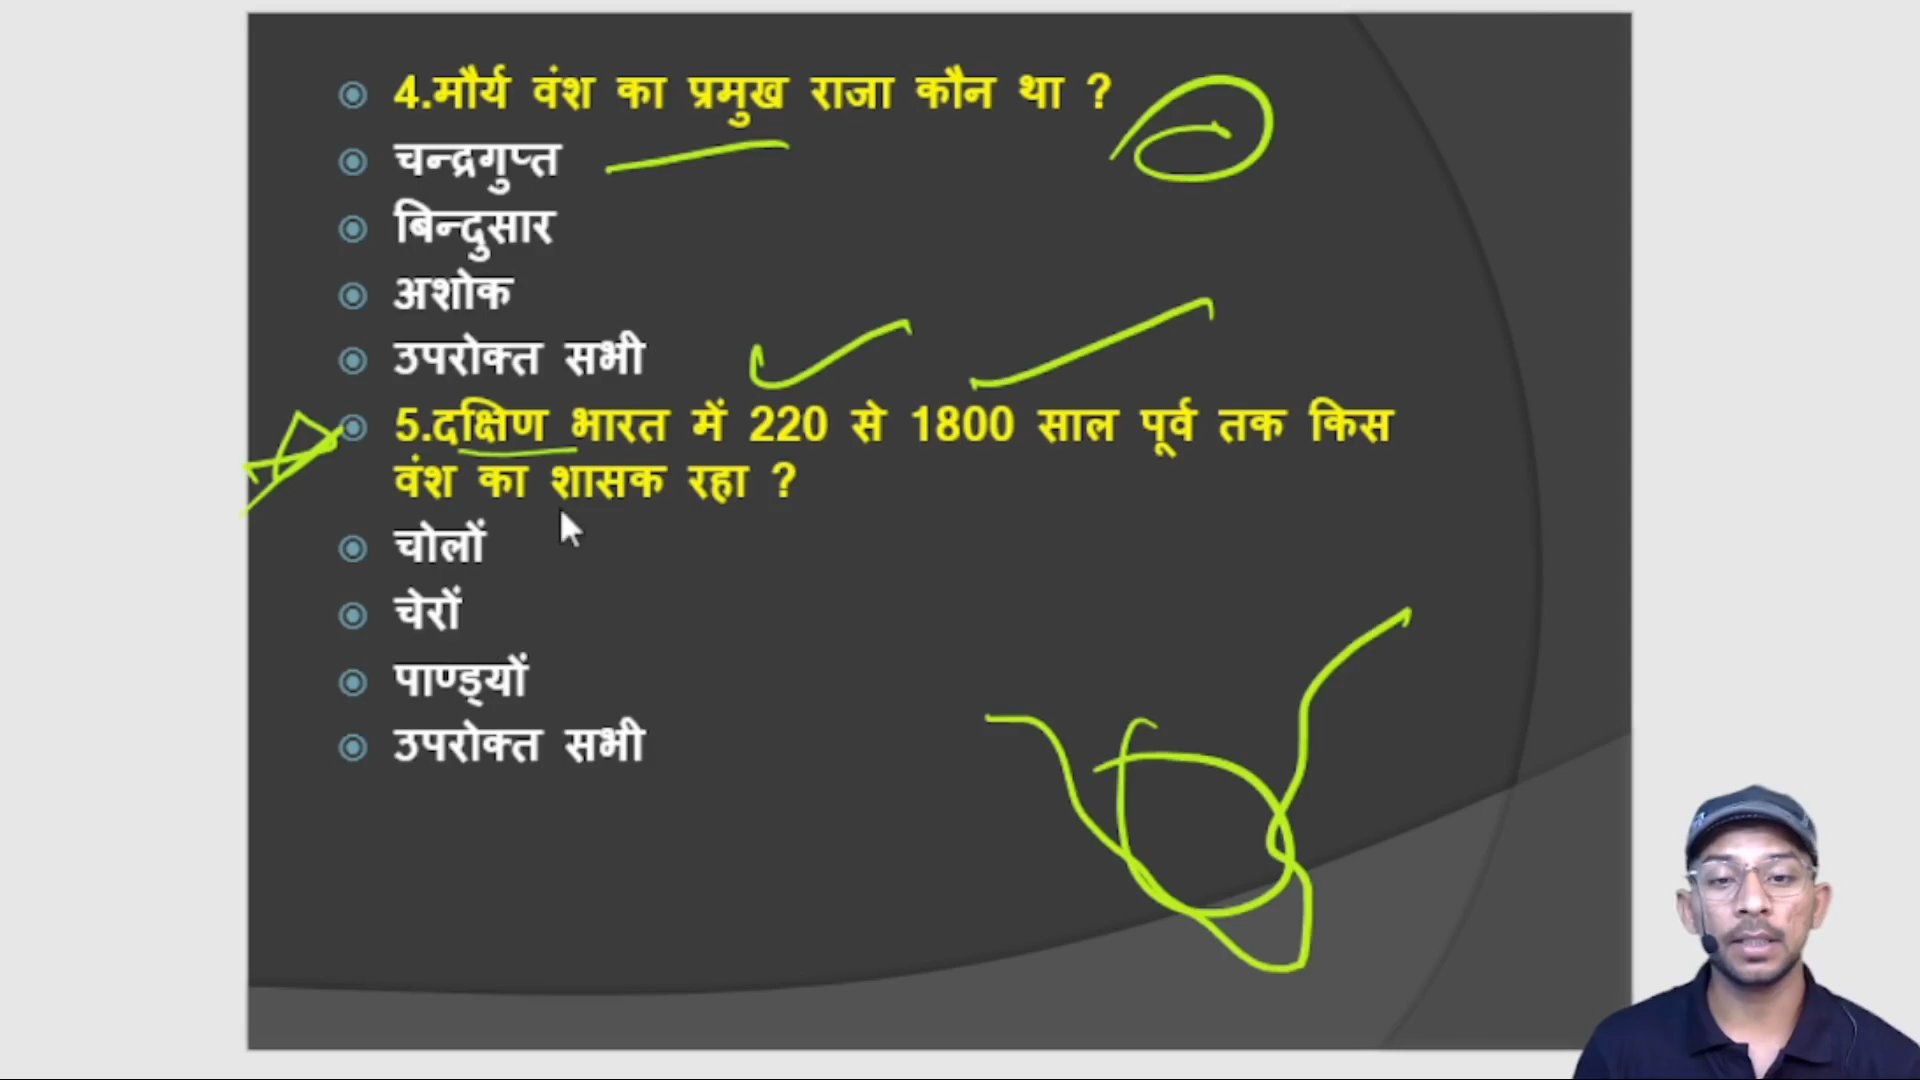 4.मौर्य वंश का प्रमुख राजा कौन था ?
चन्द्रगुप्त
बिन्दुसार
अशोक
उपरोक्त सभी
5.दक्षिण भारत में 220 से 1800 साल पूर्व तक किस
वंश का शासक रहा ?
चोलों
चेरों
पाण्ड्यों
उपरोक्त सभी